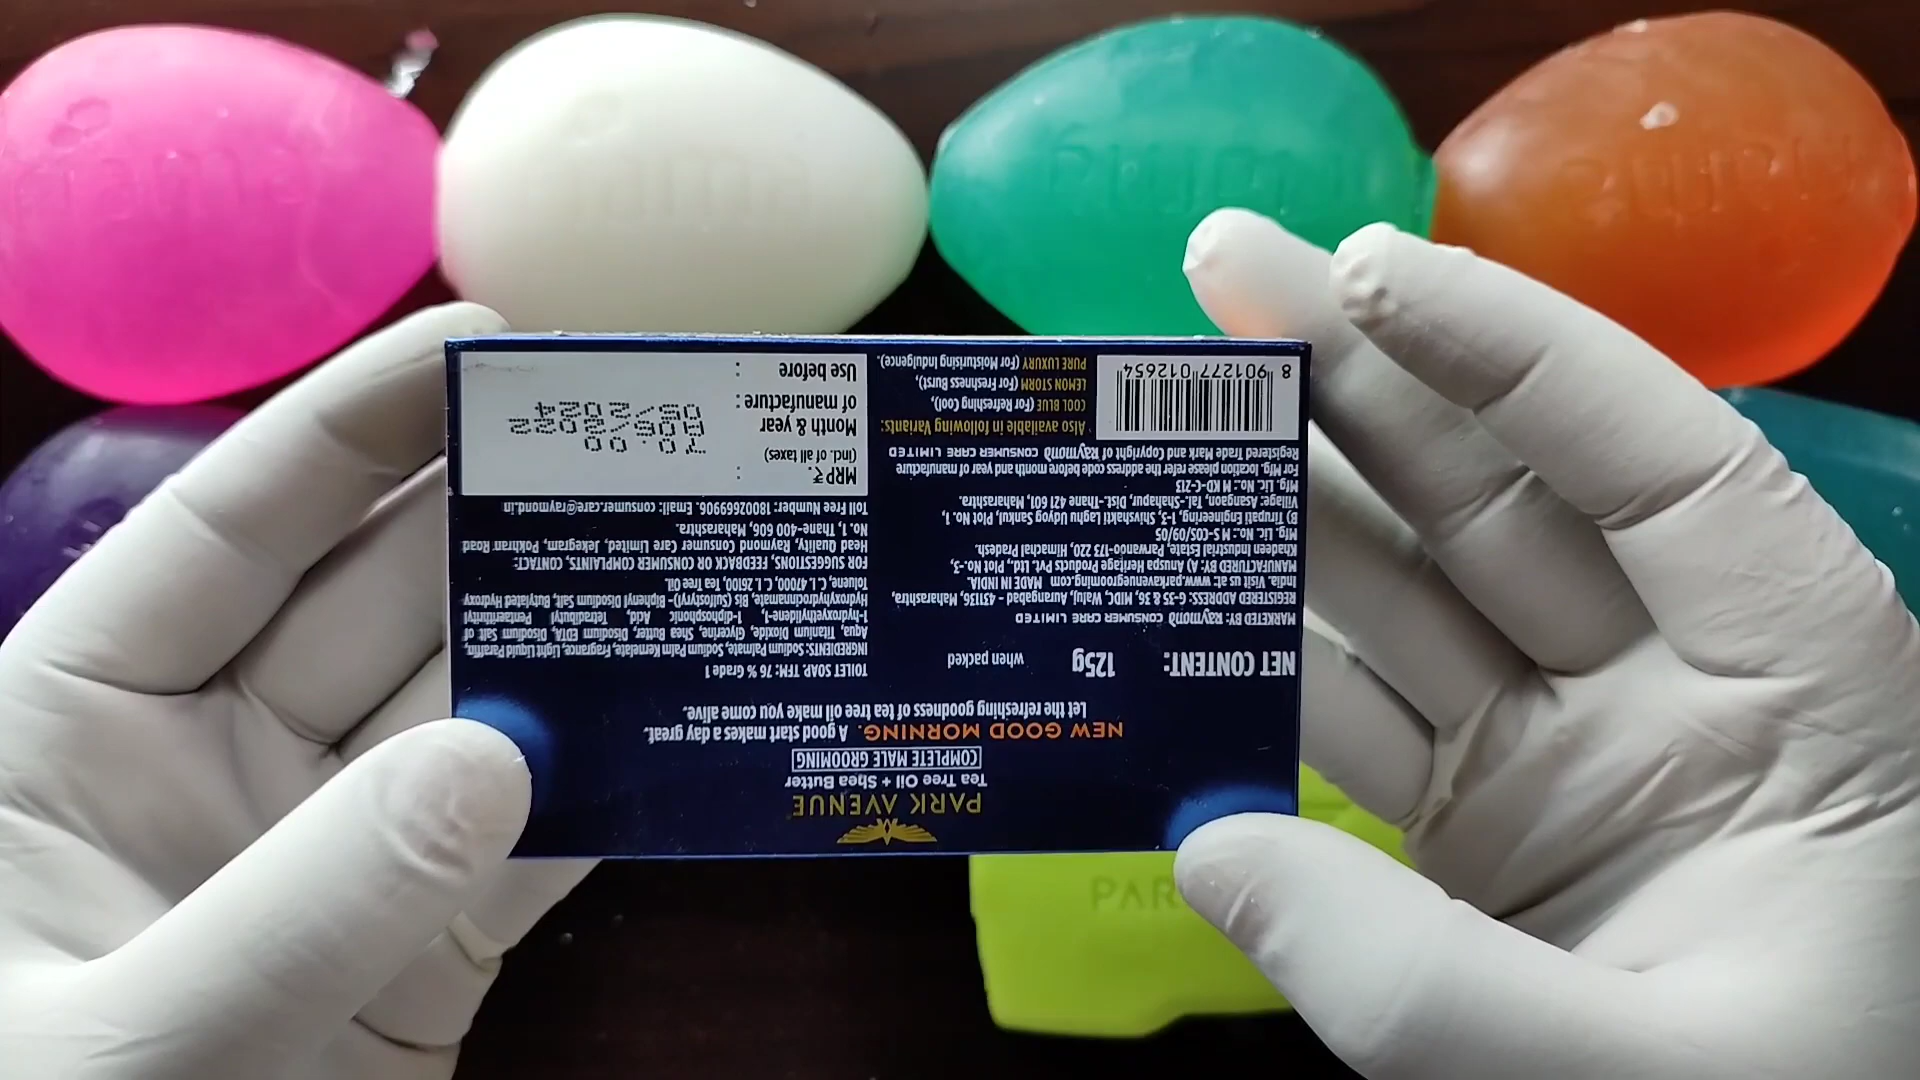 PARK AVENUE
Tea Tree Oil + Shea Butter
COMPLETE MALE GROOMING
NEW GOOD MORNING. A good start makes a day great.
Let the refreshing goodness of tea tree oil make you come alive.
NET CONTENT: 125g when packed
MARKETED BY: Raymond CONSUMER CARE LIMITED
REGISTERED ADDRESS: G-35 & 36, MIDC, Waluj, Aurangabad - 431136, Maharashtra,
India. Visit us at: www.parkavenuegrooming.com MADE IN INDIA.
MANUFACTURED BY: A) Anuspa Heritage Products Pvt. Ltd., Plot No.-3,
Khadeen Industrial Estate, Parwanoo-173 220, Himachal Pradesh.
Mfg. Lic. No.: M S-COS/09/05
B) Tirupati Engineering, 1-3, Shivshakti Laghu Udyog Sankul, Plot No. 1,
Village: Asangaon, Tal.-Shahapur, Dist.-Thane 421 601, Maharashtra.
Mfg. Lic. No.: M KD-C-213
For Mfg. location please refer the address code before month and year of manufacture
Registered Trade Mark and Copyright of Raymond CONSUMER CARE LIMITED
Also available in following Variants:
COOL BLUE (For Refreshing Cool),
LEMON STORM (For Freshness Burst),
PURE LUXURY (For Moisturising Indulgence).
8 901277 012654
TOILET SOAP. TFM: 76 % Grade 1
INGREDIENTS: Sodium Palmate, Sodium Palm Kernelate, Fragrance, Light Liquid Paraffin,
Aqua, Titanium Dioxide, Glycerine, Shea Butter, Disodium EDTA, Disodium Salt of
1-hydroxyethylidene-1, 1-diphosphonic Acid, Tetradibutyl Pentaerithrityl
Hydroxyhydrocinnamate, Bis (Sulfostyryl)- Biphenyl Disodium Salt, Butylated Hydroxy
Toluene, C. I. 47000, C. I. 26100, Tea Tree Oil.
FOR SUGGESTIONS, FEEDBACK OR CONSUMER COMPLAINTS, CONTACT:
Head Quality, Raymond Consumer Care Limited, Jekegram, Pokhran Road
No. 1, Thane-400 606, Maharashtra.
Toll Free Number: 18002669906. Email: consumer.care@raymond.in
MRP ₹. :
(incl. of all taxes) 70.00
Month & year A05/2022
of manufacture : 05/2024
Use before :
PAR